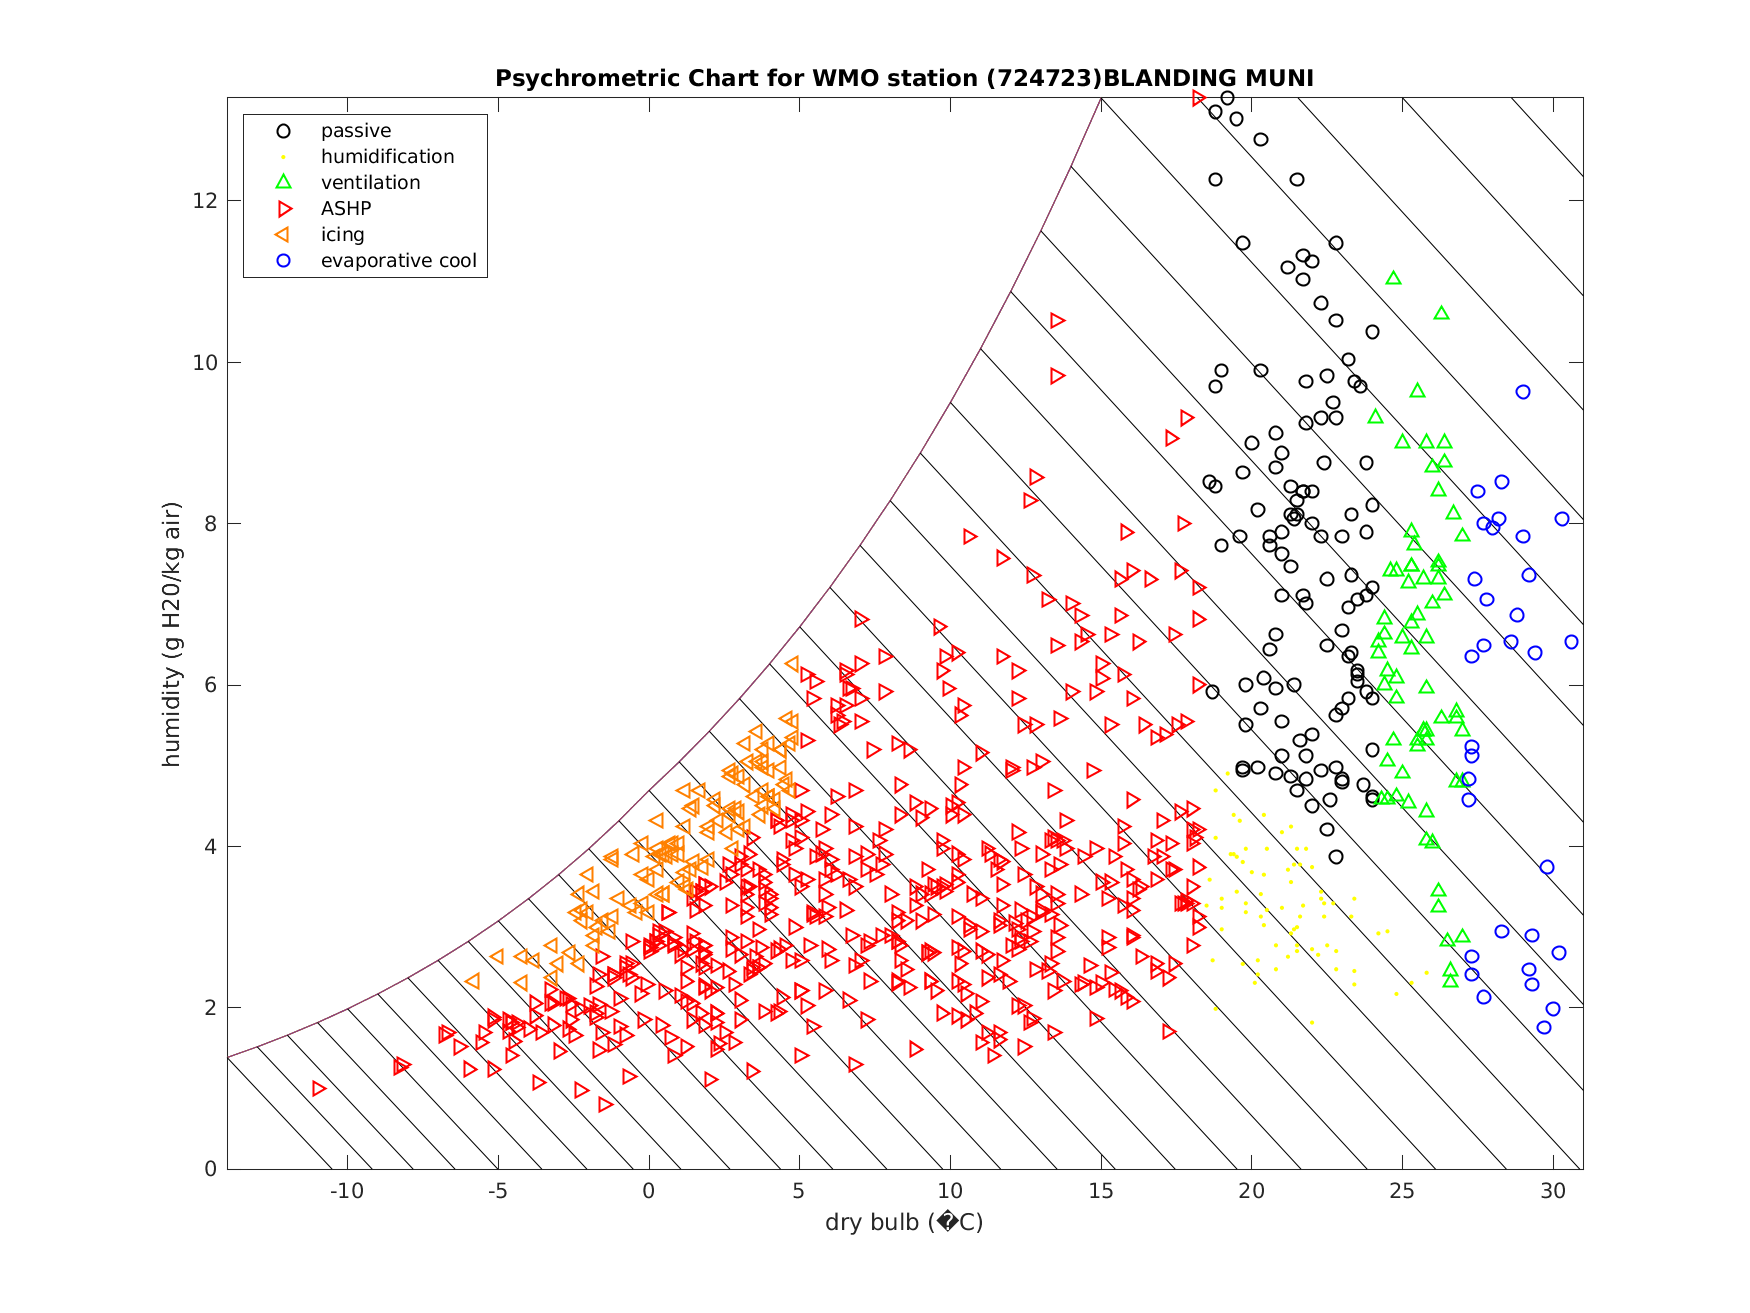 Psychrometric Chart for WMO station (724723)BLANDING MUNI
passive
humidification
ventilation
ASHP
icing
evaporative cool
humidity (g H20/kg air)
12
10
8
6
4
2
0
-10 -5 0 5 10 15 20 25 30
dry bulb (�C)